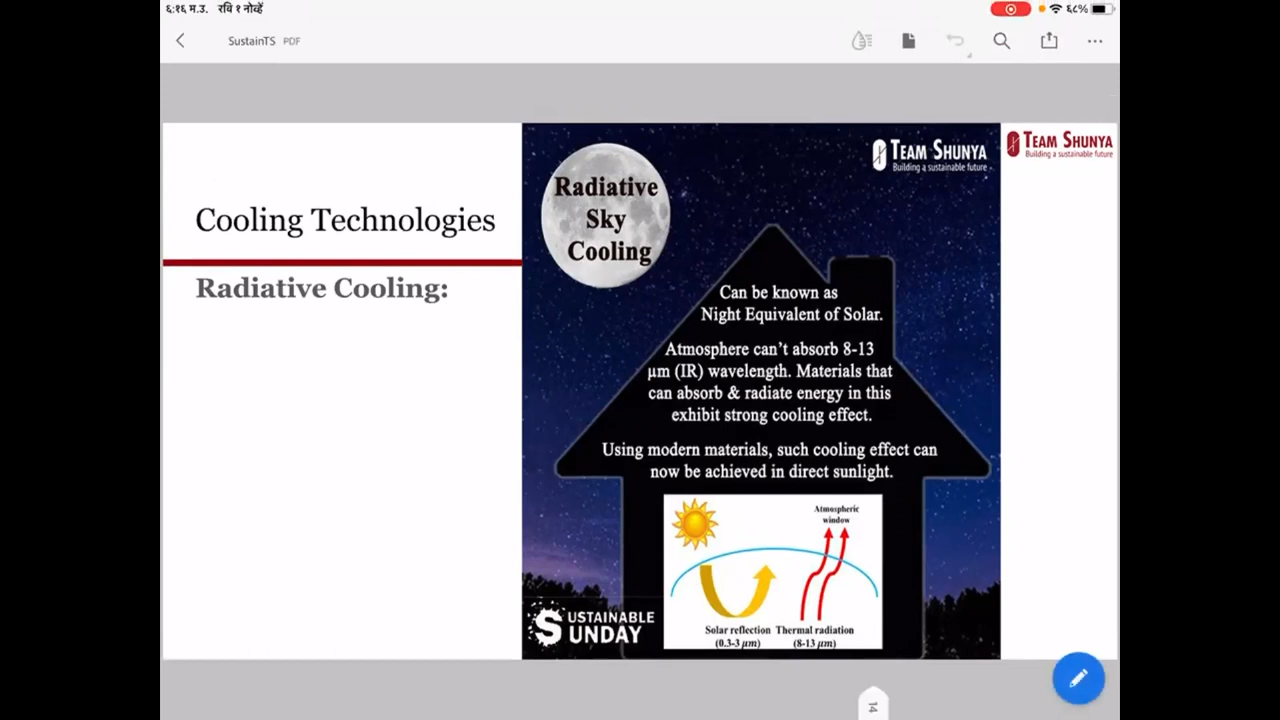 ६:१६ म.उ. रवि १ नोव्हें
६८%
SustainTS PDF
TEAM SHUNYA
Building a sustainable future
TEAM SHUNYA
Building a sustainable future
Cooling Technologies
Radiative Cooling:
Radiative
Sky
Cooling
Can be known as
Night Equivalent of Solar.
Atmosphere can't absorb 8-13
µm (IR) wavelength. Materials that
can absorb & radiate energy in this
exhibit strong cooling effect.
Using modern materials, such cooling effect can
now be achieved in direct sunlight.
Atmospheric
window
Solar reflection
(0.3-3 µm)
Thermal radiation
(8-13 µm)
SUSTAINABLE
SUNDAY
14